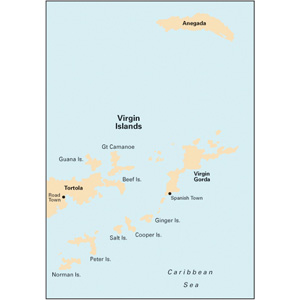 Anegada
Virgin
Islands
Gt Camanoe
Guana Is.
Virgin
Gorda
Beef Is.
Tortola
Road
Town
Spanish Town
Ginger Is.
Cooper Is.
Salt Is.
Peter Is.
Norman Is.
Caribbean
Sea